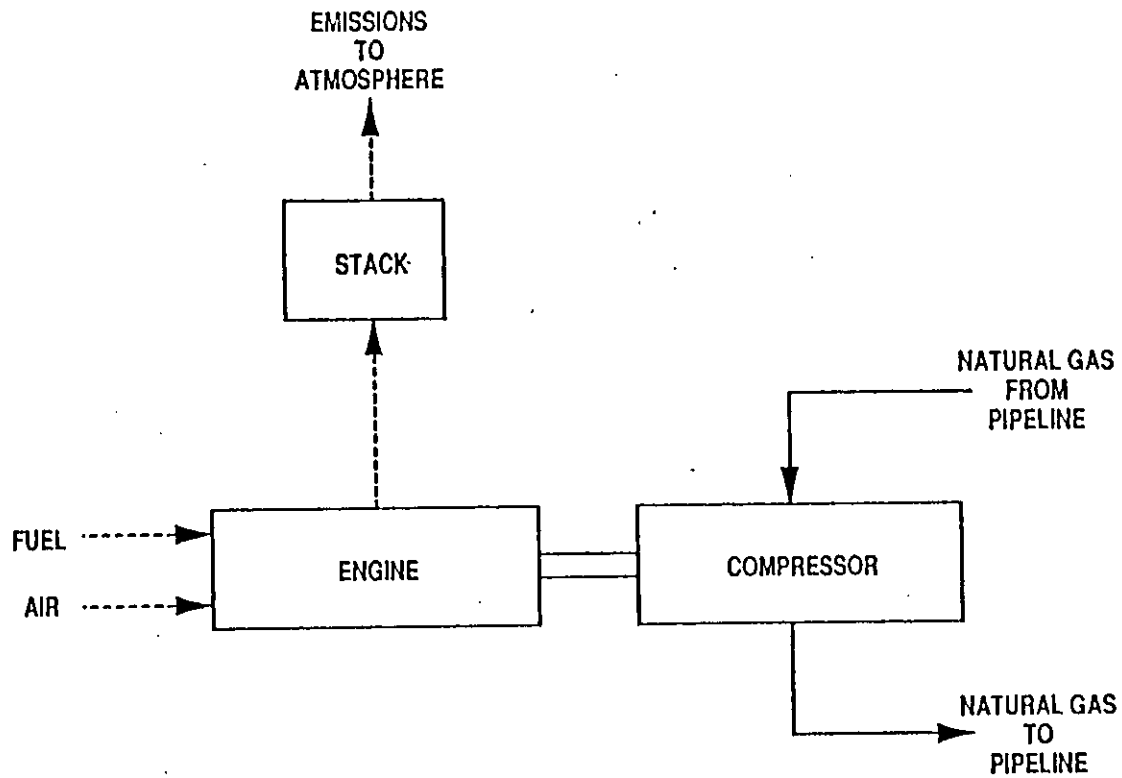 EMISSIONS
TO
ATMOSPHERE
STACK
NATURAL GAS
FROM
PIPELINE
FUEL
AIR
ENGINE
COMPRESSOR
NATURAL GAS
TO
PIPELINE